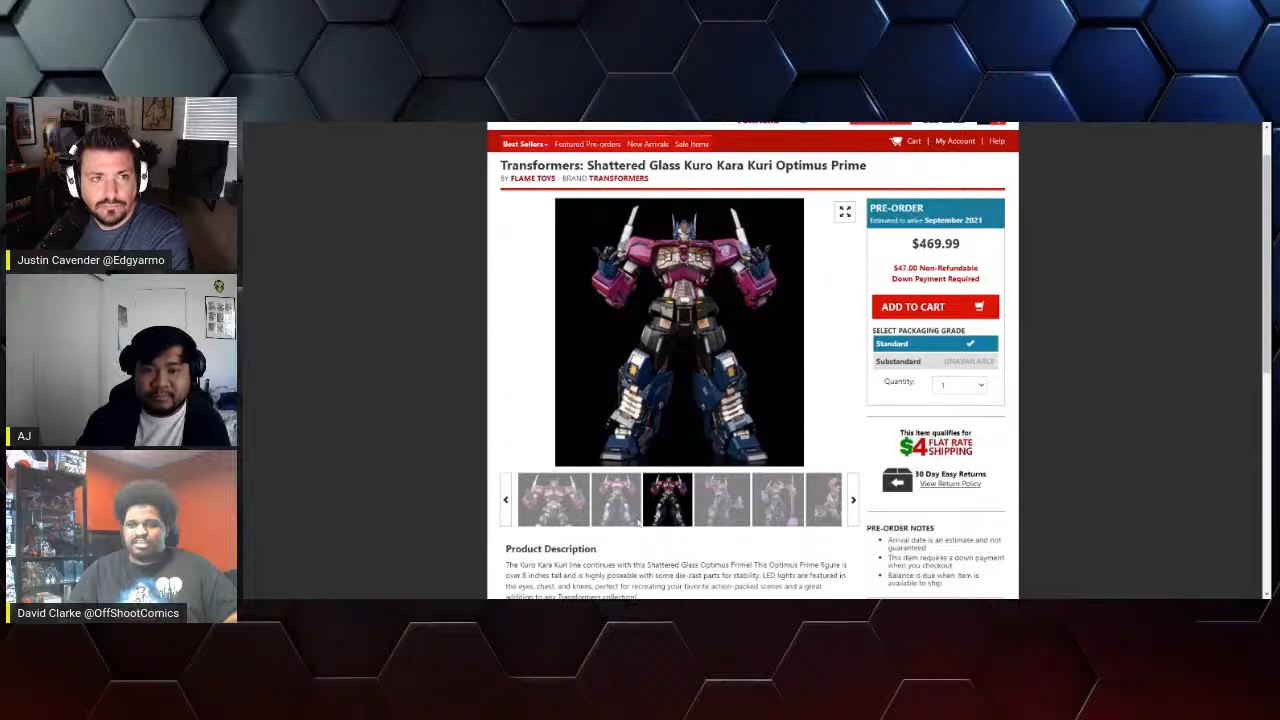 Best Sellers
Featured Pre-orders
New Arrivals
Sale Items
Cart | My Account | Help
Transformers: Shattered Glass Kuro Kara Kuri Optimus Prime
BY FLAME TOYS - BRAND TRANSFORMERS
PRE-ORDER
Estimated to arrive September 2021
$469.99
$47.00 Non-Refundable
Down Payment Required
ADD TO CART
SELECT PACKAGING GRADE
Standard
Substandard UNAVAILABLE
Quantity: 1
This item qualifies for
$4 FLAT RATE
SHIPPING
30 Day Easy Returns
View Return Policy
PRE-ORDER NOTES
Arrival date is an estimate and not
guaranteed
This item requires a down payment
when you checkout
Balance is due when item is
available to ship
Product Description
The Kuro Kara Kuri line continues with this Shattered Glass Optimus Prime! This Optimus Prime figure is
over 8 inches tall and is highly poseable with some die-cast parts for stability. LED lights are featured in
the eyes, chest, and knees, perfect for recreating your favorite action-packed scenes and a great
addition to any Transformers collection!
Justin Cavender @Edgyarmo
AJ
David Clarke @OffShootComics